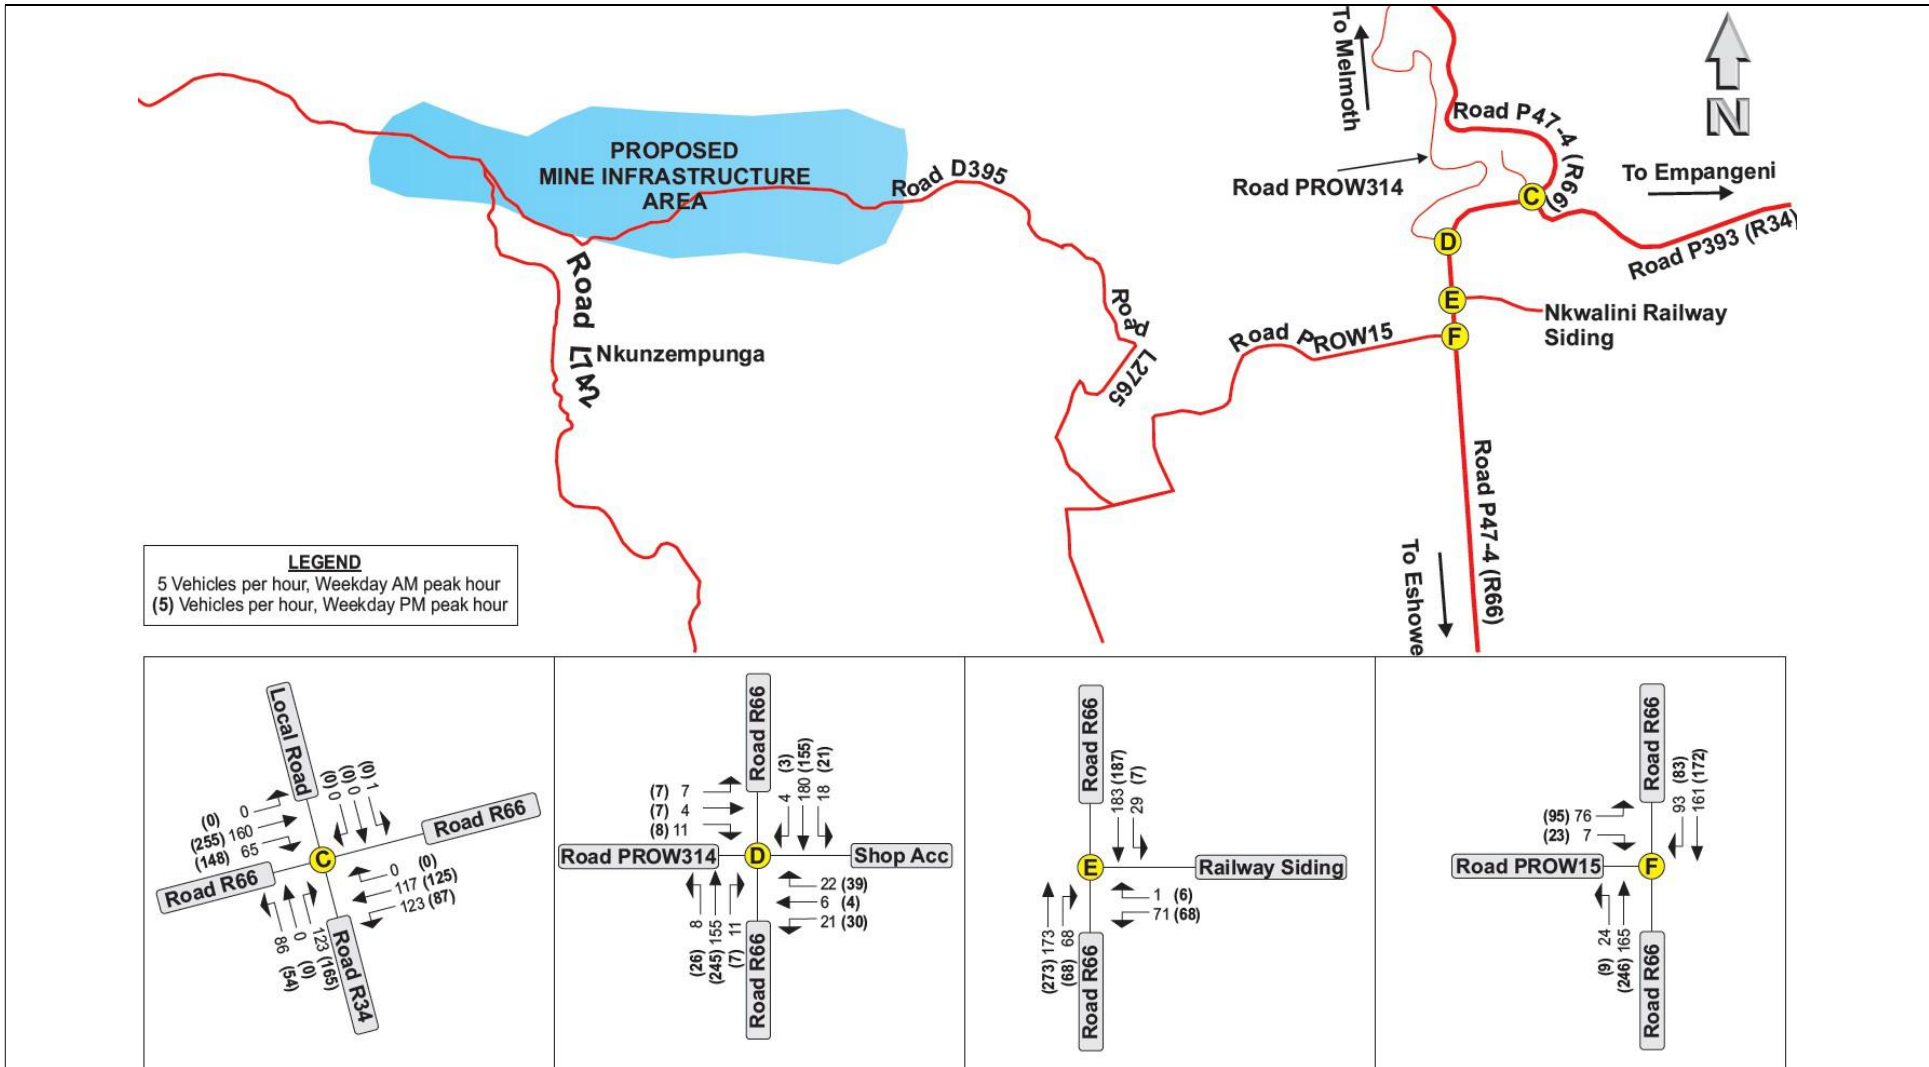 To Melmoth
N
Road P47-4 (R66)
To Empangeni
Road PROW314
C
D
Road P393 (R34)
PROPOSED
MINE INFRASTRUCTURE
AREA
Road D395
E
Nkwalini Railway
Siding
F
Road PROW15
Road L2765
Road L742
Nkunzempunga
Road P47-4 (R66)
To Eshowe
LEGEND
5 Vehicles per hour, Weekday AM peak hour
(5) Vehicles per hour, Weekday PM peak hour
Local Road
(0) 0
(255) 160
(148) 65
(0) 0
(0) 0
(0) 1
Road R66
Road R66
C
0 (0)
117 (125)
123 (87)
86 (54)
0 (0)
123 (165)
Road R34
Road R66
(7) 7
(7) 4
(8) 11
4 (3)
180 (155)
18 (21)
Road PROW314
D
Shop Acc
22 (39)
6 (4)
21 (30)
(26) 8
(245) 155
(7) 11
Road R66
Road R66
183 (187)
29 (7)
E
Railway Siding
1 (6)
71 (68)
(273) 173
(68) 68
Road R66
Road R66
(95) 76
(23) 7
93 (83)
161 (172)
Road PROW15
F
(9) 24
(246) 165
Road R66